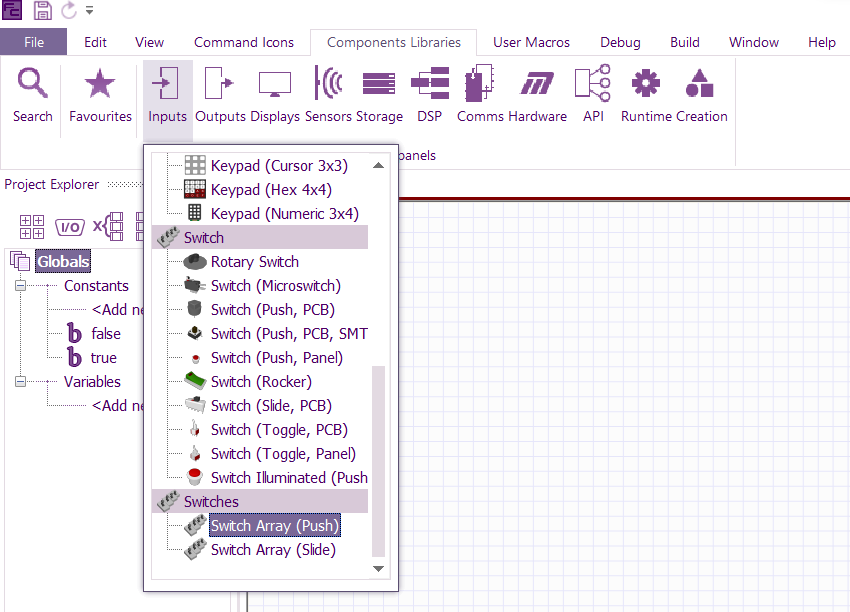 FC
File Edit View Command Icons Components Libraries User Macros Debug Build Window Help
Search Favourites Inputs Outputs Displays Sensors Storage DSP Comms Hardware API Runtime Creation
panels
Project Explorer
I/O X
Globals
Constants
<Add ne
b false
b true
Variables
<Add ne
Keypad (Cursor 3x3)
Keypad (Hex 4x4)
Keypad (Numeric 3x4)
Switch
Rotary Switch
Switch (Microswitch)
Switch (Push, PCB)
Switch (Push, PCB, SMT
Switch (Push, Panel)
Switch (Rocker)
Switch (Slide, PCB)
Switch (Toggle, PCB)
Switch (Toggle, Panel)
Switch Illuminated (Push
Switches
Switch Array (Push)
Switch Array (Slide)